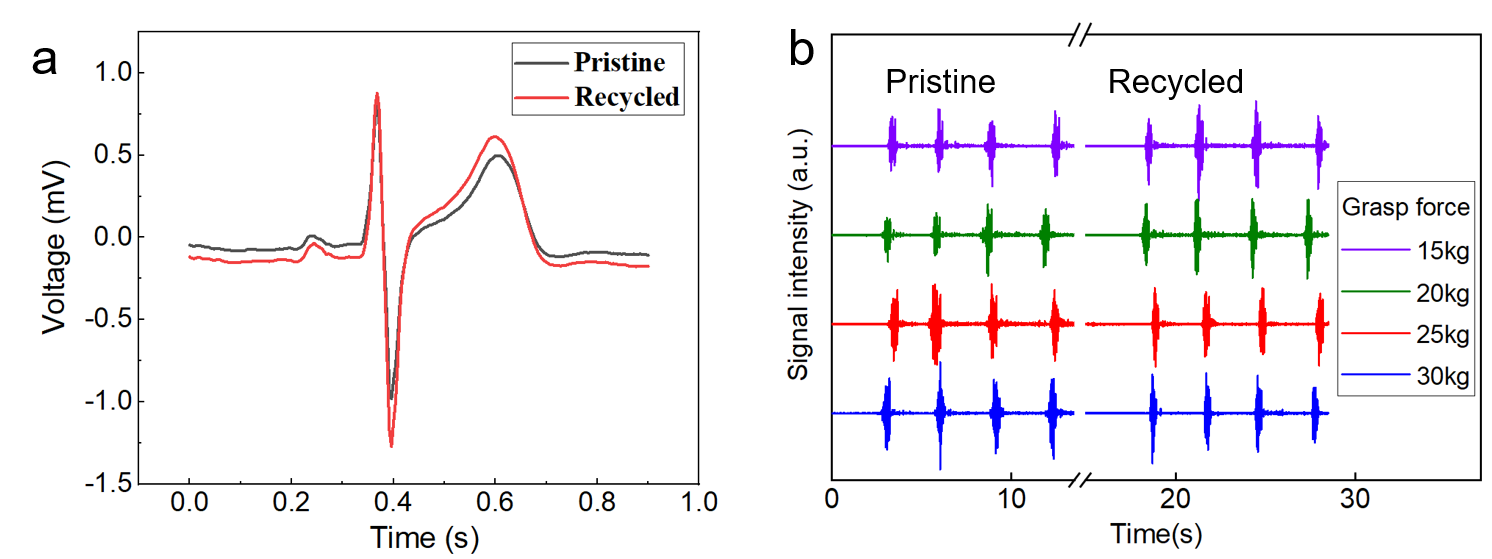 a
Pristine
Recycled
Voltage (mV)
1.0
0.5
0.0
-0.5
-1.0
-1.5
0.0 0.2 0.4 0.6 0.8 1.0
Time (s)
b
Pristine Recycled
Signal intensity (a.u.)
Grasp force
15kg
20kg
25kg
30kg
0 10 20 30
Time(s)